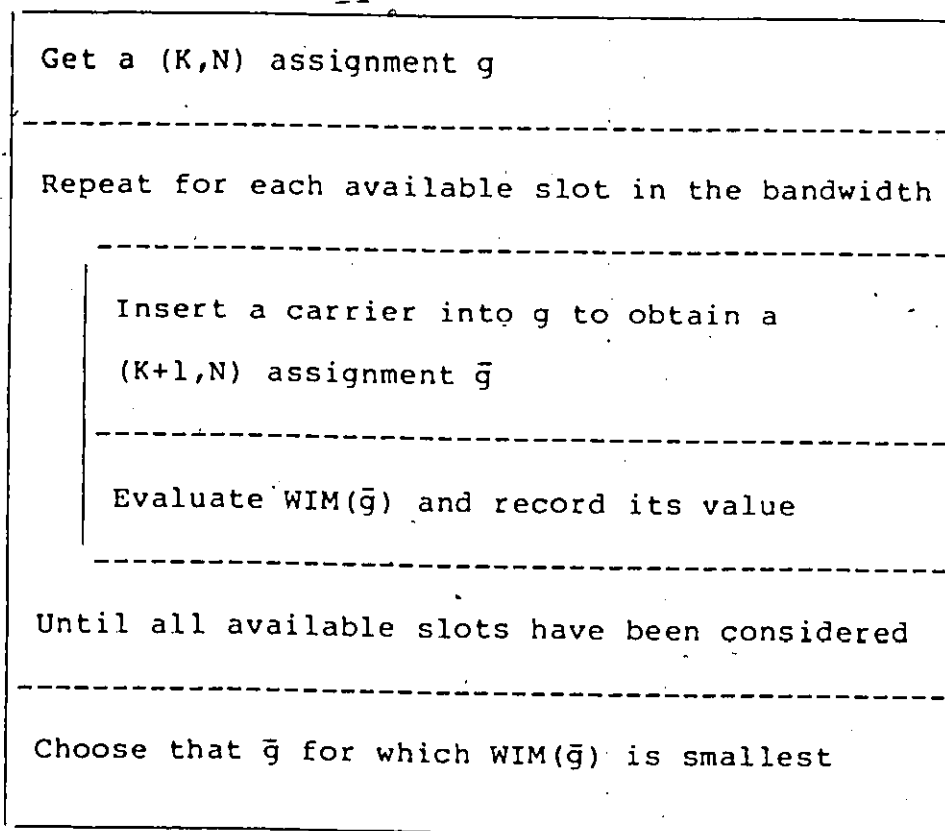 Get a (K,N) assignment g
Repeat for each available slot in the bandwidth
Insert a carrier into g to obtain a
(K+1,N) assignment ḡ
Evaluate WIM(ḡ) and record its value
Until all available slots have been considered
Choose that ḡ for which WIM(ḡ) is smallest